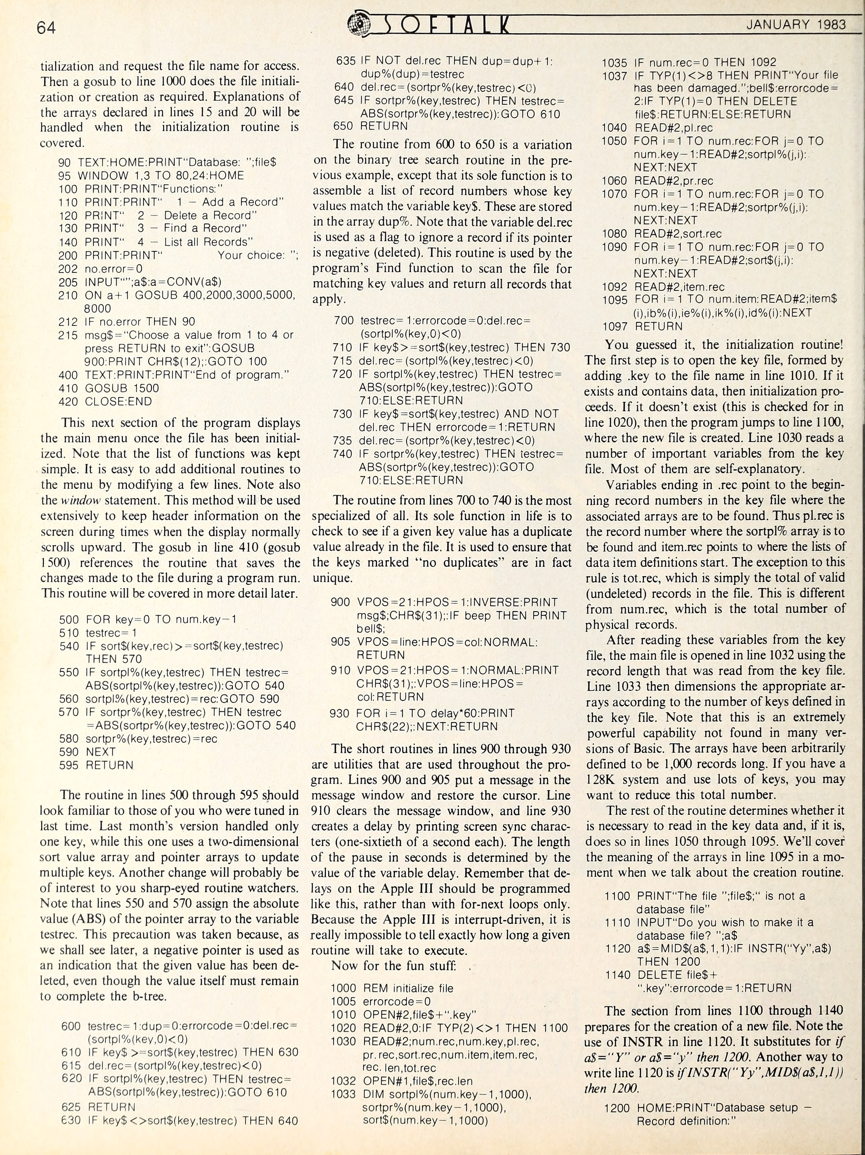 64
SOFTALK
JANUARY 1983
tialization and request the file name for access.
Then a gosub to line 1000 does the file initiali-
zation or creation as required. Explanations of
the arrays declared in lines 15 and 20 will be
handled when the initialization routine is
covered.
90 TEXT:HOME:PRINT"Database: ";file$
95 WINDOW 1,3 TO 80,24:HOME
100 PRINT:PRINT"Functions:"
110 PRINT:PRINT" 1 – Add a Record"
120 PRINT" 2 – Delete a Record"
130 PRINT" 3 – Find a Record"
140 PRINT" 4 – List all Records"
200 PRINT:PRINT" Your choice: ";
202 no.error=0
205 INPUT"";a$:a=CONV(a$)
210 ON a+1 GOSUB 400,2000,3000,5000,
8000
212 IF no.error THEN 90
215 msg$="Choose a value from 1 to 4 or
press RETURN to exit":GOSUB
900:PRINT CHR$(12);:GOTO 100
400 TEXT:PRINT:PRINT"End of program."
410 GOSUB 1500
420 CLOSE:END
This next section of the program displays
the main menu once the file has been initial-
ized. Note that the list of functions was kept
simple. It is easy to add additional routines to
the menu by modifying a few lines. Note also
the window statement. This method will be used
extensively to keep header information on the
screen during times when the display normally
scrolls upward. The gosub in line 410 (gosub
1500) references the routine that saves the
changes made to the file during a program run.
This routine will be covered in more detail later.
500 FOR key=0 TO num.key–1
510 testrec=1
540 IF sort$(key,rec)>=sort$(key,testrec)
THEN 570
550 IF sortpl%(key,testrec) THEN testrec=
ABS(sortpl%(key,testrec)):GOTO 540
560 sortpl%(key,testrec)=rec:GOTO 590
570 IF sortpr%(key,testrec) THEN testrec
=ABS(sortpr%(key,testrec)):GOTO 540
580 sortpr%(key,testrec)=rec
590 NEXT
595 RETURN
The routine in lines 500 through 595 should
look familiar to those of you who were tuned in
last time. Last month's version handled only
one key, while this one uses a two-dimensional
sort value array and pointer arrays to update
multiple keys. Another change will probably be
of interest to you sharp-eyed routine watchers.
Note that lines 550 and 570 assign the absolute
value (ABS) of the pointer array to the variable
testrec. This precaution was taken because, as
we shall see later, a negative pointer is used as
an indication that the given value has been de-
leted, even though the value itself must remain
to complete the b-tree.
600 testrec=1:dup=0:errorcode=0:del.rec=
(sortpl%(key,0)<0)
610 IF key$ >=sort$(key,testrec) THEN 630
615 del.rec=(sortpl%(key,testrec)<0)
620 IF sortpl%(key,testrec) THEN testrec=
ABS(sortpl%(key,testrec)):GOTO 610
625 RETURN
630 IF key$<>sort$(key,testrec) THEN 640
635 IF NOT del.rec THEN dup=dup+1:
dup%(dup)=testrec
640 del.rec=(sortpr%(key,testrec)<0)
645 IF sortpr%(key,testrec) THEN testrec=
ABS(sortpr%(key,testrec)):GOTO 610
650 RETURN
The routine from 600 to 650 is a variation
on the binary tree search routine in the pre-
vious example, except that its sole function is to
assemble a list of record numbers whose key
values match the variable key$. These are stored
in the array dup%. Note that the variable del.rec
is used as a flag to ignore a record if its pointer
is negative (deleted). This routine is used by the
program's Find function to scan the file for
matching key values and return all records that
apply.
700 testrec=1:errorcode=0:del.rec=
(sortpl%(key,0)<0)
710 IF key$>=sort$(key,testrec) THEN 730
715 del.rec=(sortpl%(key,testrec)<0)
720 IF sortpl%(key,testrec) THEN testrec=
ABS(sortpl%(key,testrec)):GOTO
710:ELSE:RETURN
730 IF key$=sort$(key,testrec) AND NOT
del.rec THEN errorcode=1:RETURN
735 del.rec=(sortpr%(key,testrec)<0)
740 IF sortpr%(key,testrec) THEN testrec=
ABS(sortpr%(key,testrec)):GOTO
710:ELSE:RETURN
The routine from lines 700 to 740 is the most
specialized of all. Its sole function in life is to
check to see if a given key value has a duplicate
value already in the file. It is used to ensure that
the keys marked "no duplicates" are in fact
unique.
900 VPOS=21:HPOS=1:INVERSE:PRINT
msg$;CHR$(31);:IF beep THEN PRINT
bell$;
905 VPOS=line:HPOS=col:NORMAL:
RETURN
910 VPOS=21:HPOS=1:NORMAL:PRINT
CHR$(31);:VPOS=line:HPOS=
col:RETURN
930 FOR i=1 TO delay*60:PRINT
CHR$(22);:NEXT:RETURN
The short routines in lines 900 through 930
are utilities that are used throughout the pro-
gram. Lines 900 and 905 put a message in the
message window and restore the cursor. Line
910 clears the message window, and line 930
creates a delay by printing screen sync charac-
ters (one-sixtieth of a second each). The length
of the pause in seconds is determined by the
value of the variable delay. Remember that de-
lays on the Apple III should be programmed
like this, rather than with for-next loops only.
Because the Apple III is interrupt-driven, it is
really impossible to tell exactly how long a given
routine will take to execute.
Now for the fun stuff:
1000 REM initialize file
1005 errorcode=0
1010 OPEN#2,file$+".key"
1020 READ#2,0:IF TYP(2)<>1 THEN 1100
1030 READ#2;num.rec,num.key,pl.rec,
pr.rec,sort.rec,num.item,item.rec,
rec. len,tot.rec
1032 OPEN#1,file$,rec.len
1033 DIM sortpl%(num.key–1,1000),
sortpr%(num.key–1,1000),
sort$(num.key–1,1000)
1035 IF num.rec=0 THEN 1092
1037 IF TYP(1)<>8 THEN PRINT"Your file
has been damaged.";bell$:errorcode=
2:IF TYP(1)=0 THEN DELETE
file$:RETURN:ELSE:RETURN
1040 READ#2,pl.rec
1050 FOR i=1 TO num.rec:FOR j=0 TO
num.key–1:READ#2;sortpl%(j,i):
NEXT:NEXT
1060 READ#2,pr.rec
1070 FOR i=1 TO num.rec:FOR j=0 TO
num.key–1:READ#2;sortpr%(j,i):
NEXT:NEXT
1080 READ#2,sort.rec
1090 FOR i=1 TO num.rec:FOR j=0 TO
num.key–1:READ#2;sort$(j,i):
NEXT:NEXT
1092 READ#2,item.rec
1095 FOR i=1 TO num.item:READ#2;item$
(i),ib%(i),ie%(i),ik%(i),id%(i):NEXT
1097 RETURN
You guessed it, the initialization routine!
The first step is to open the key file, formed by
adding .key to the file name in line 1010. If it
exists and contains data, then initialization pro-
ceeds. If it doesn't exist (this is checked for in
line 1020), then the program jumps to line 1100,
where the new file is created. Line 1030 reads a
number of important variables from the key
file. Most of them are self-explanatory.
Variables ending in .rec point to the begin-
ning record numbers in the key file where the
associated arrays are to be found. Thus pl.rec is
the record number where the sortpl% array is to
be found and item.rec points to where the lists of
data item definitions start. The exception to this
rule is tot.rec, which is simply the total of valid
(undeleted) records in the file. This is different
from num.rec, which is the total number of
physical records.
After reading these variables from the key
file, the main file is opened in line 1032 using the
record length that was read from the key file.
Line 1033 then dimensions the appropriate ar-
rays according to the number of keys defined in
the key file. Note that this is an extremely
powerful capability not found in many ver-
sions of Basic. The arrays have been arbitrarily
defined to be 1,000 records long. If you have a
128K system and use lots of keys, you may
want to reduce this total number.
The rest of the routine determines whether it
is necessary to read in the key data and, if it is,
does so in lines 1050 through 1095. We'll cover
the meaning of the arrays in line 1095 in a mo-
ment when we talk about the creation routine.
1100 PRINT"The file ";file$;" is not a
database file"
1110 INPUT"Do you wish to make it a
database file? ";a$
1120 a$=MID$(a$,1,1):IF INSTR("Yy",a$)
THEN 1200
1140 DELETE file$+
".key":errorcode=1:RETURN
The section from lines 1100 through 1140
prepares for the creation of a new file. Note the
use of INSTR in line 1120. It substitutes for if
a$="Y" or a$="y" then 1200. Another way to
write line 1120 is if INSTR("Yy",MID$(a$,1,1))
then 1200.
1200 HOME:PRINT"Database setup –
Record definition:"